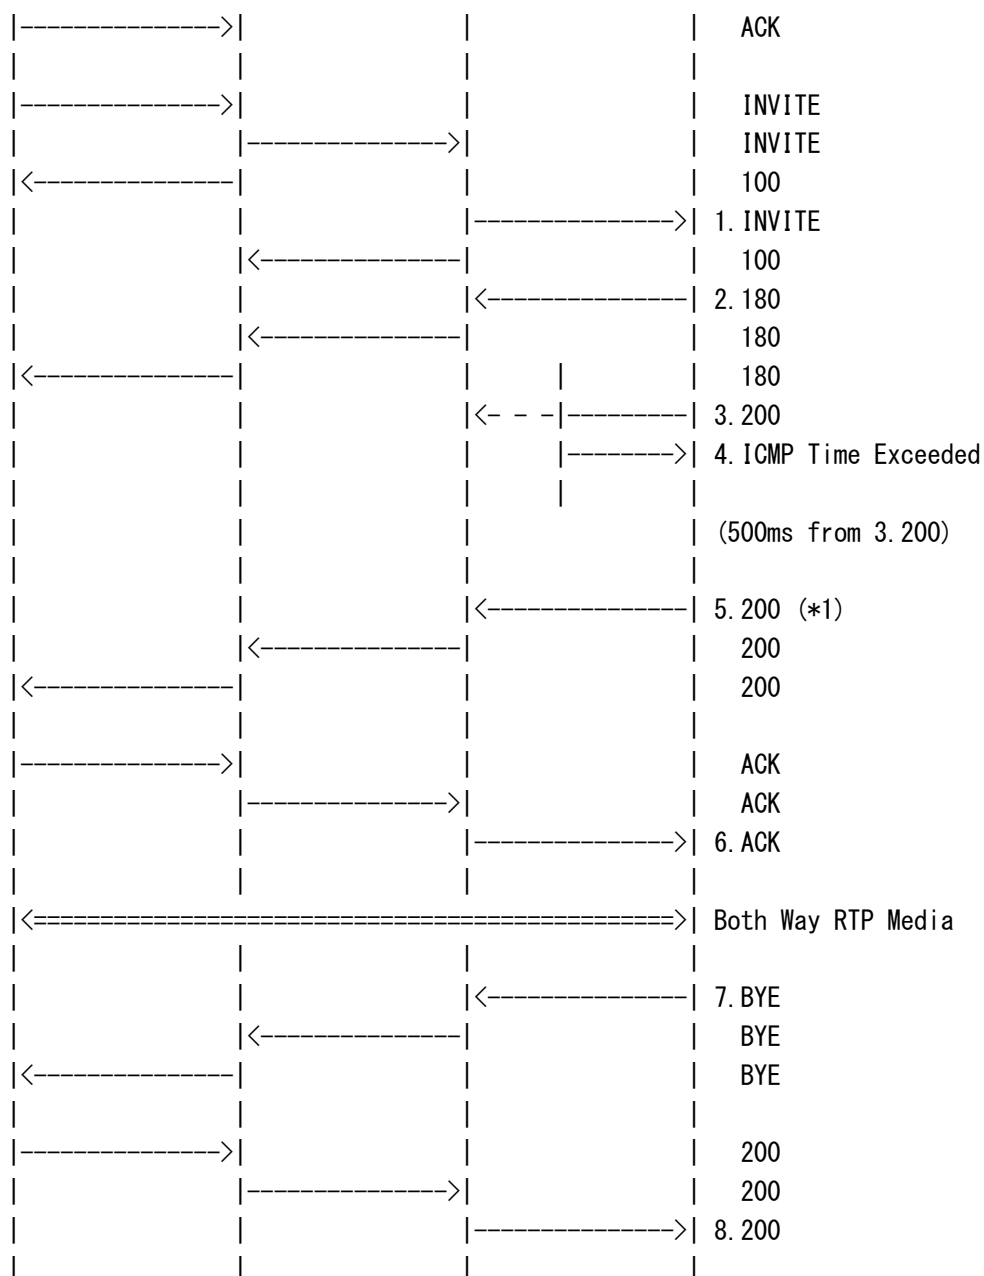 |--------------->|                |                |   ACK
|                |                |                |
|--------------->|                |                |   INVITE
|                |--------------->|                |   INVITE
|<---------------|                |                |   100
|                |                |--------------->| 1.INVITE
|                |<---------------|                |   100
|                |                |<---------------| 2.180
|                |<---------------|                |   180
|<---------------|                |      |         |   180
|                |                |<- - -|---------| 3.200
|                |                |      |-------->| 4.ICMP Time Exceeded
|                |                |      |         |
|                |                |                | (500ms from 3.200)
|                |                |                |
|                |                |<---------------| 5.200 (*1)
|                |<---------------|                |   200
|<---------------|                |                |   200
|                |                |                |
|--------------->|                |                |   ACK
|                |--------------->|                |   ACK
|                |                |--------------->| 6.ACK
|                |                |                |
|<================================================>| Both Way RTP Media
|                |                |                |
|                |                |<---------------| 7.BYE
|                |<---------------|                |   BYE
|<---------------|                |                |   BYE
|                |                |                |
|--------------->|                |                |   200
|                |--------------->|                |   200
|                |                |--------------->| 8.200
|                |                |                |